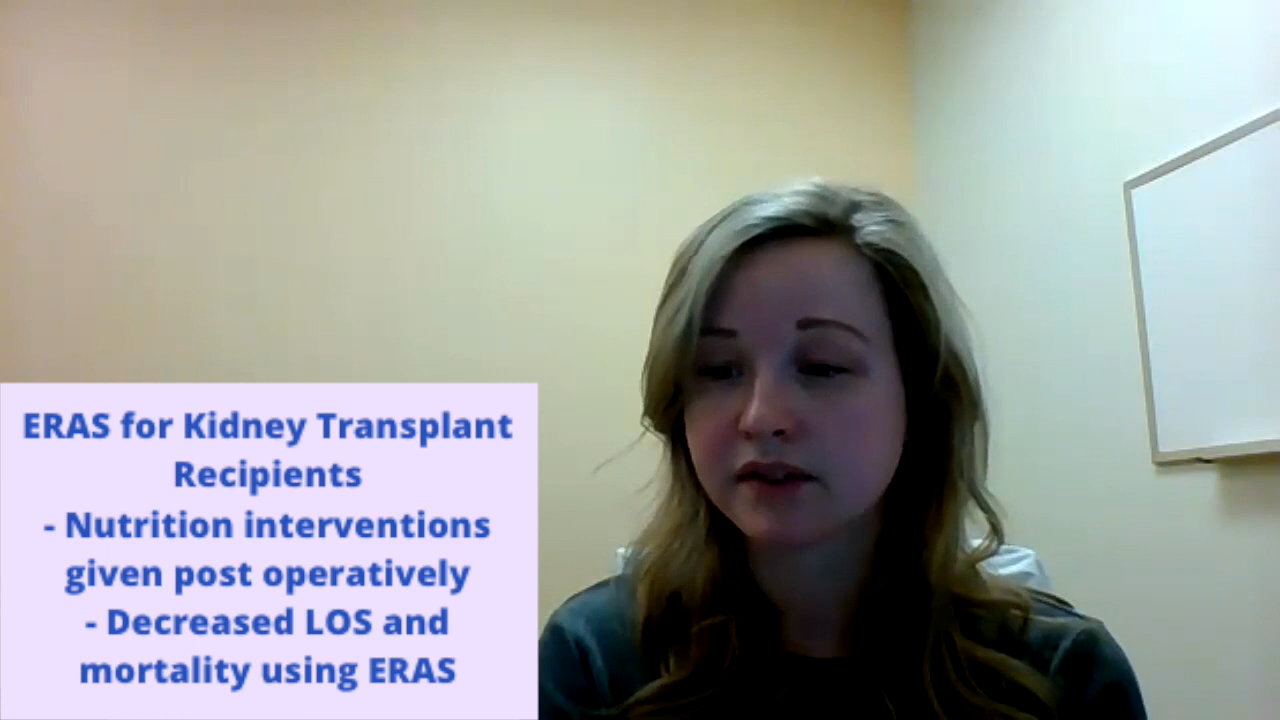 ERAS for Kidney Transplant
Recipients
- Nutrition interventions
given post operatively
- Decreased LOS and
mortality using ERAS